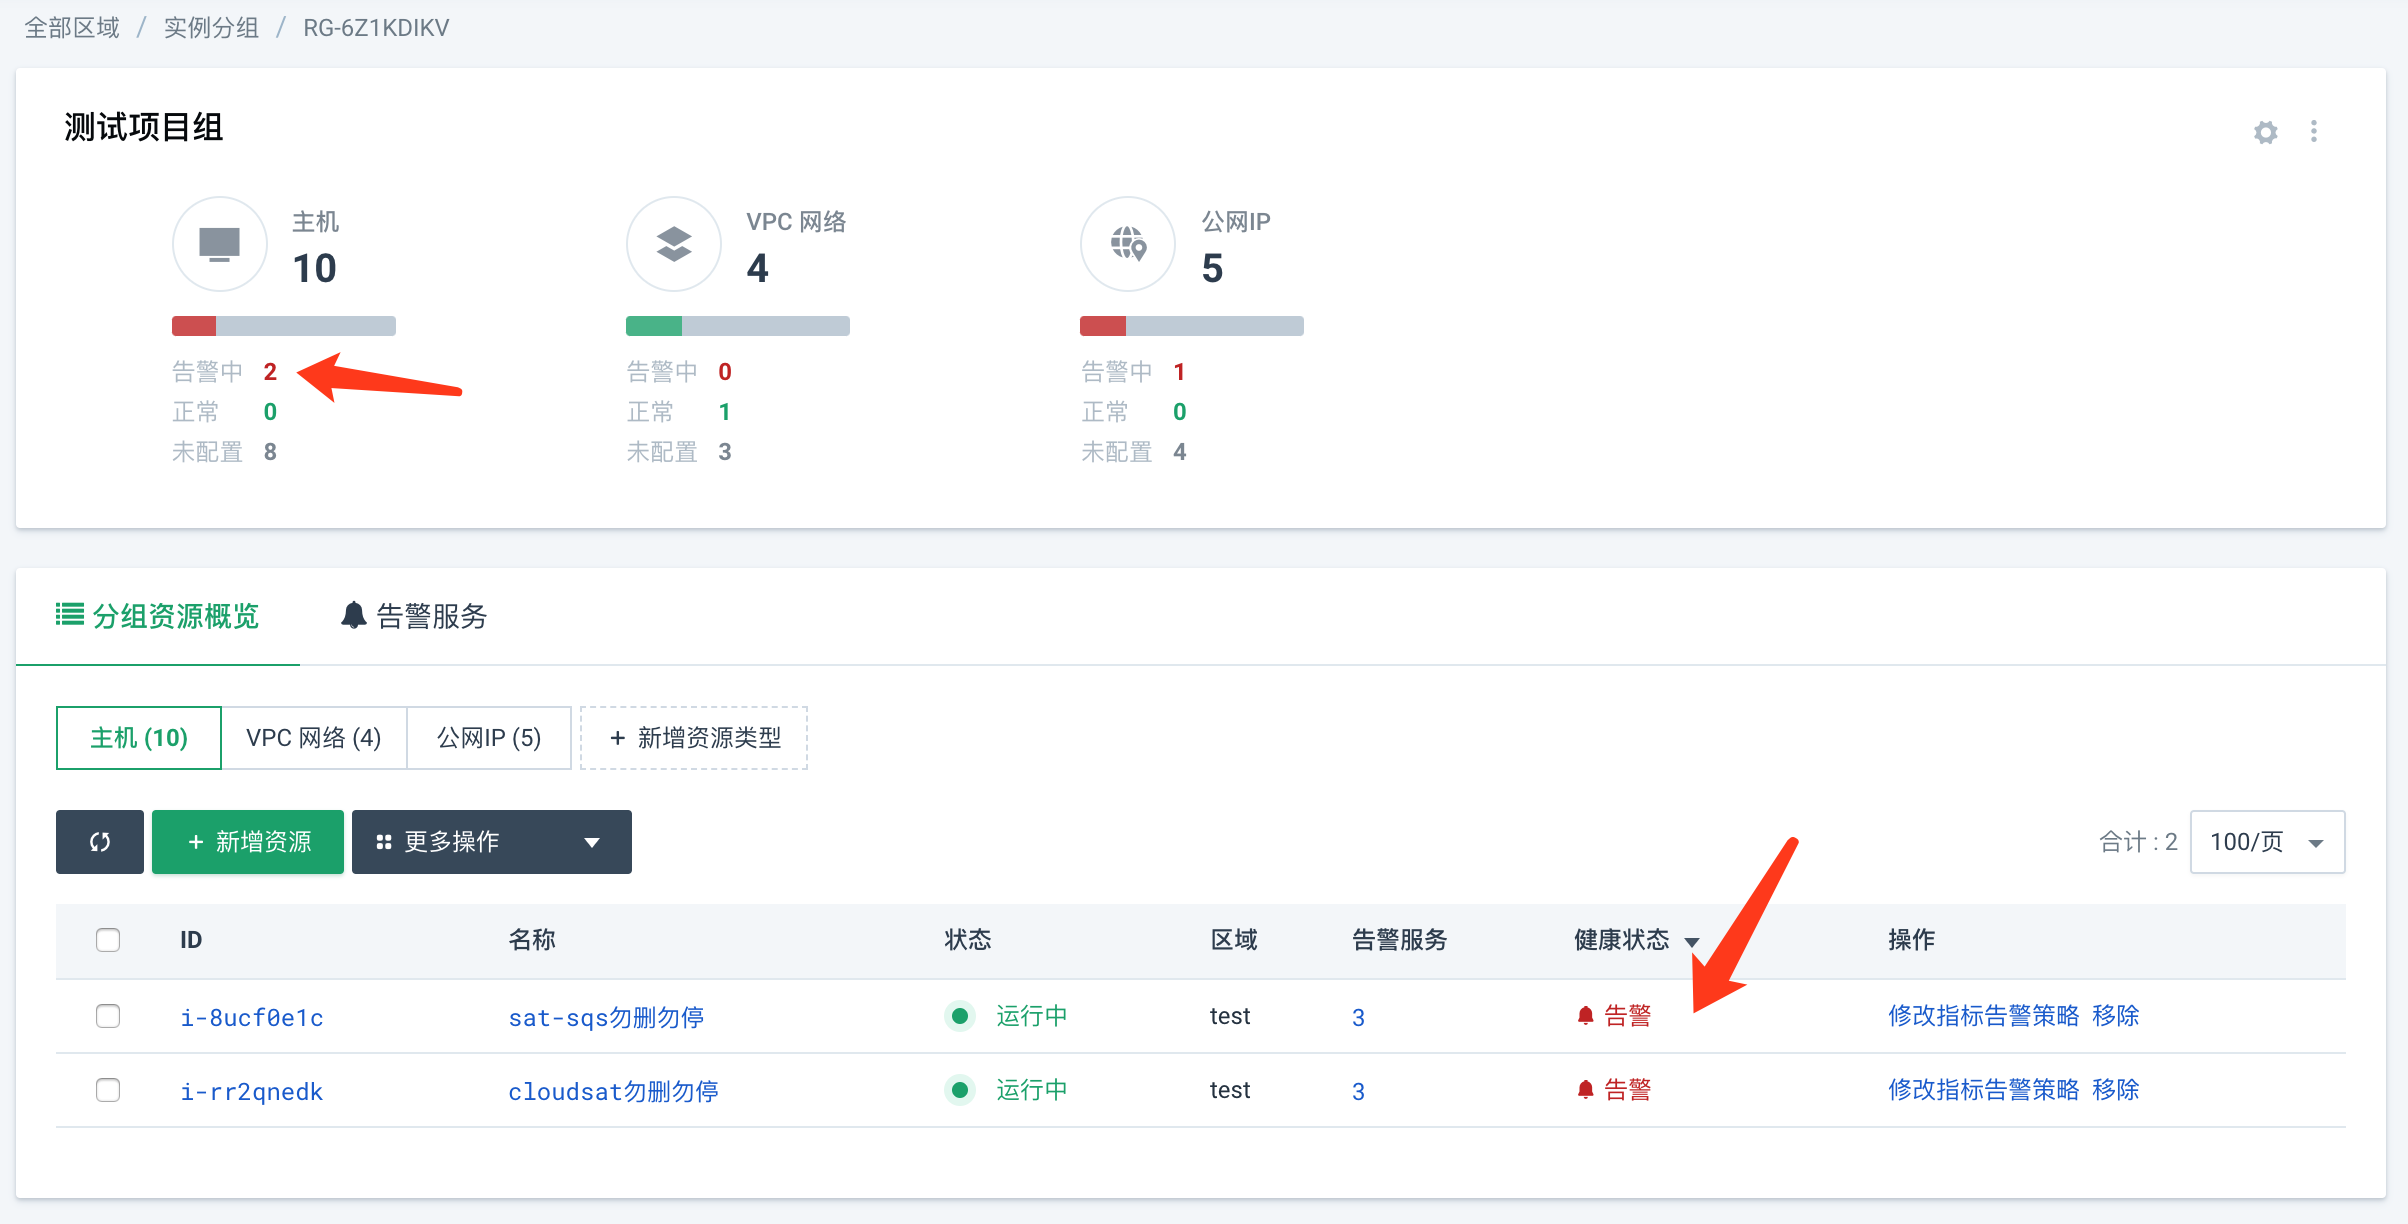 全部区域 / 实例分组 / RG-6Z1KDIKV
测试项目组
主机
10
告警中 2
正常 0
未配置 8
VPC 网络
4
告警中 0
正常 1
未配置 3
公网IP
5
告警中 1
正常 0
未配置 4
分组资源概览 告警服务
主机 (10) VPC 网络 (4) 公网IP (5) + 新增资源类型
+ 新增资源 更多操作 合计 : 2 100/页
ID 名称 状态 区域 告警服务 健康状态 操作
i-8ucf0e1c sat-sqs勿删勿停 运行中 test 3 告警 修改指标告警策略 移除
i-rr2qnedk cloudsat勿删勿停 运行中 test 3 告警 修改指标告警策略 移除